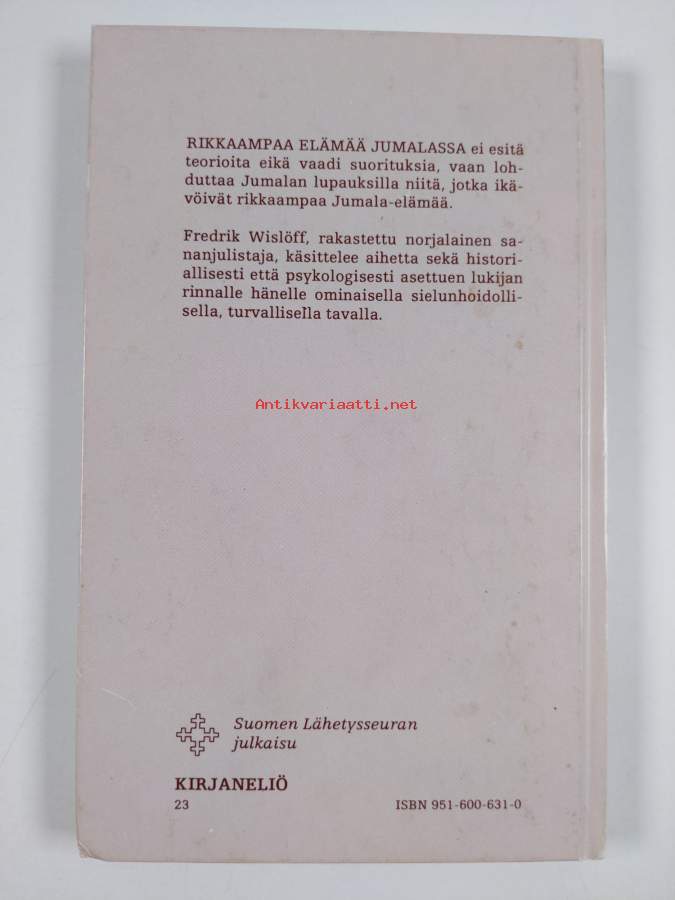 RIKKAAMPAA ELÄMÄÄ JUMALASSA ei esitä
teorioita eikä vaadi suorituksia, vaan loh-
duttaa Jumalan lupauksilla niitä, jotka ikä-
vöivät rikkaampaa Jumala-elämää.
Fredrik Wislöff, rakastettu norjalainen sa-
nanjulistaja, käsittelee aihetta sekä histori-
allisesti että psykologisesti asettuen lukijan
rinnalle hänelle ominaisella sielunhoidolli-
sella, turvallisella tavalla.
Antikvariaatti.net
Suomen Lähetysseuran
julkaisu
KIRJANELIÖ
23 ISBN 951-600-631-0